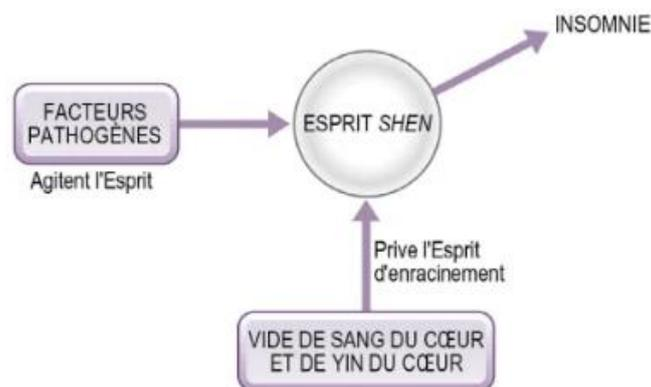 INSOMNIE
FACTEURS
PATHOGÈNES
ESPRIT SHEN
Agitent l'Esprit
Prive l'Esprit
d'enracinement
VIDE DE SANG DU CŒUR
ET DE YIN DU CŒUR